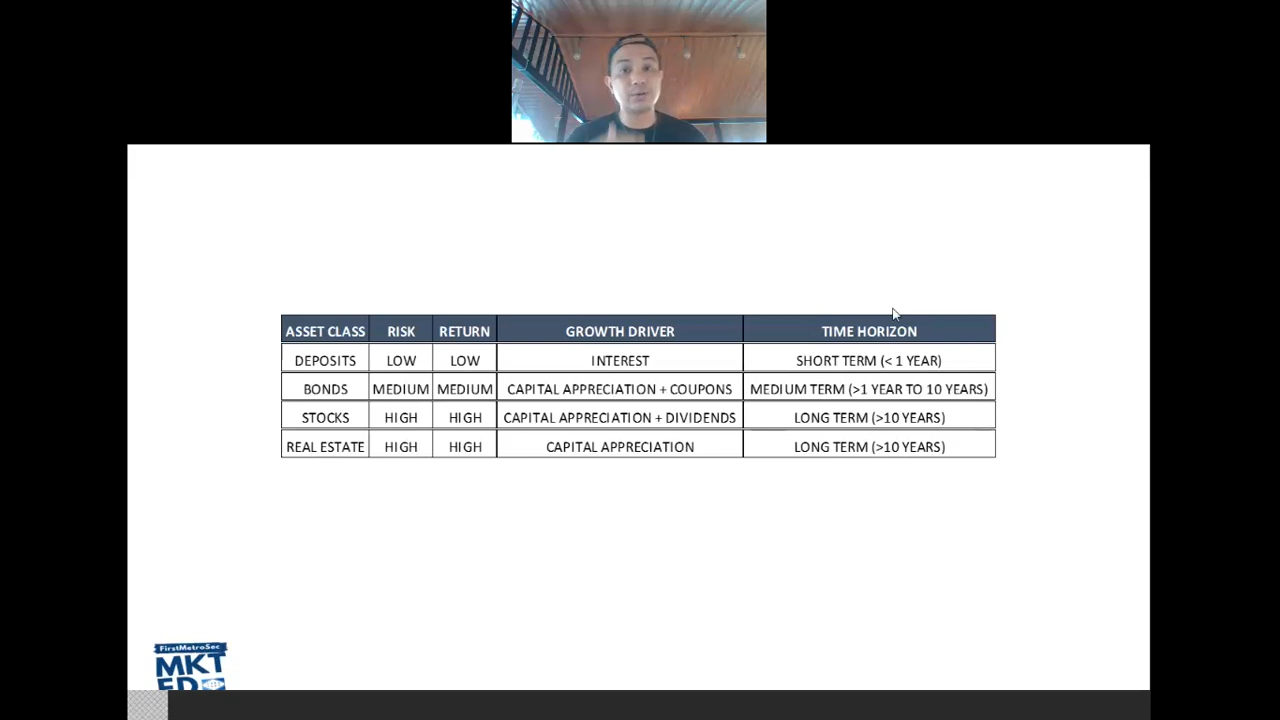 ASSET CLASS RISK RETURN GROWTH DRIVER TIME HORIZON
DEPOSITS LOW LOW INTEREST SHORT TERM (< 1 YEAR)
BONDS MEDIUM MEDIUM CAPITAL APPRECIATION + COUPONS MEDIUM TERM (>1 YEAR TO 10 YEARS)
STOCKS HIGH HIGH CAPITAL APPRECIATION + DIVIDENDS LONG TERM (>10 YEARS)
REAL ESTATE HIGH HIGH CAPITAL APPRECIATION LONG TERM (>10 YEARS)
FirstMetroSec
MKT
ED